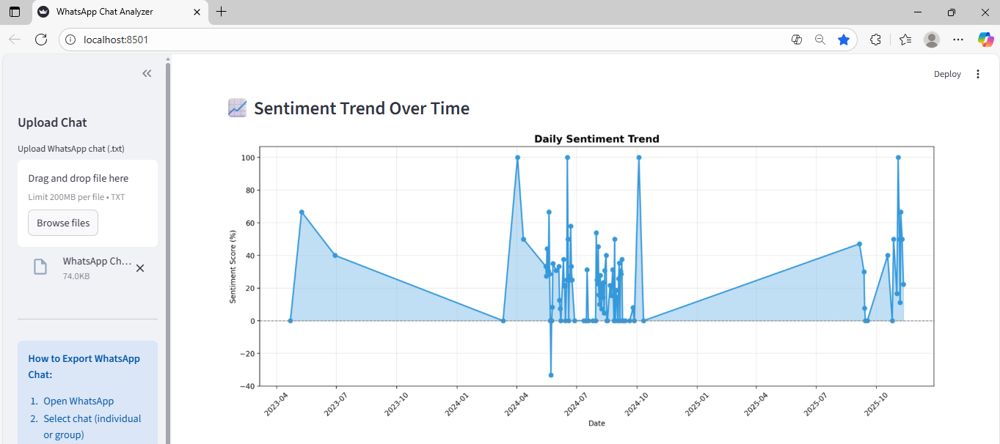 WhatsApp Chat Analyzer
localhost:8501
Deploy
Upload Chat
Upload WhatsApp chat (.txt)
Drag and drop file here
Limit 200MB per file • TXT
Browse files
WhatsApp Ch...
74.0KB
How to Export WhatsApp
Chat:
1. Open WhatsApp
2. Select chat (individual
or group)
Sentiment Trend Over Time
Daily Sentiment Trend
Sentiment Score (%)
100
80
60
40
20
0
−20
−40
2023-04
2023-07
2023-10
2024-01
2024-04
2024-07
2024-10
2025-01
2025-04
2025-07
2025-10
Date